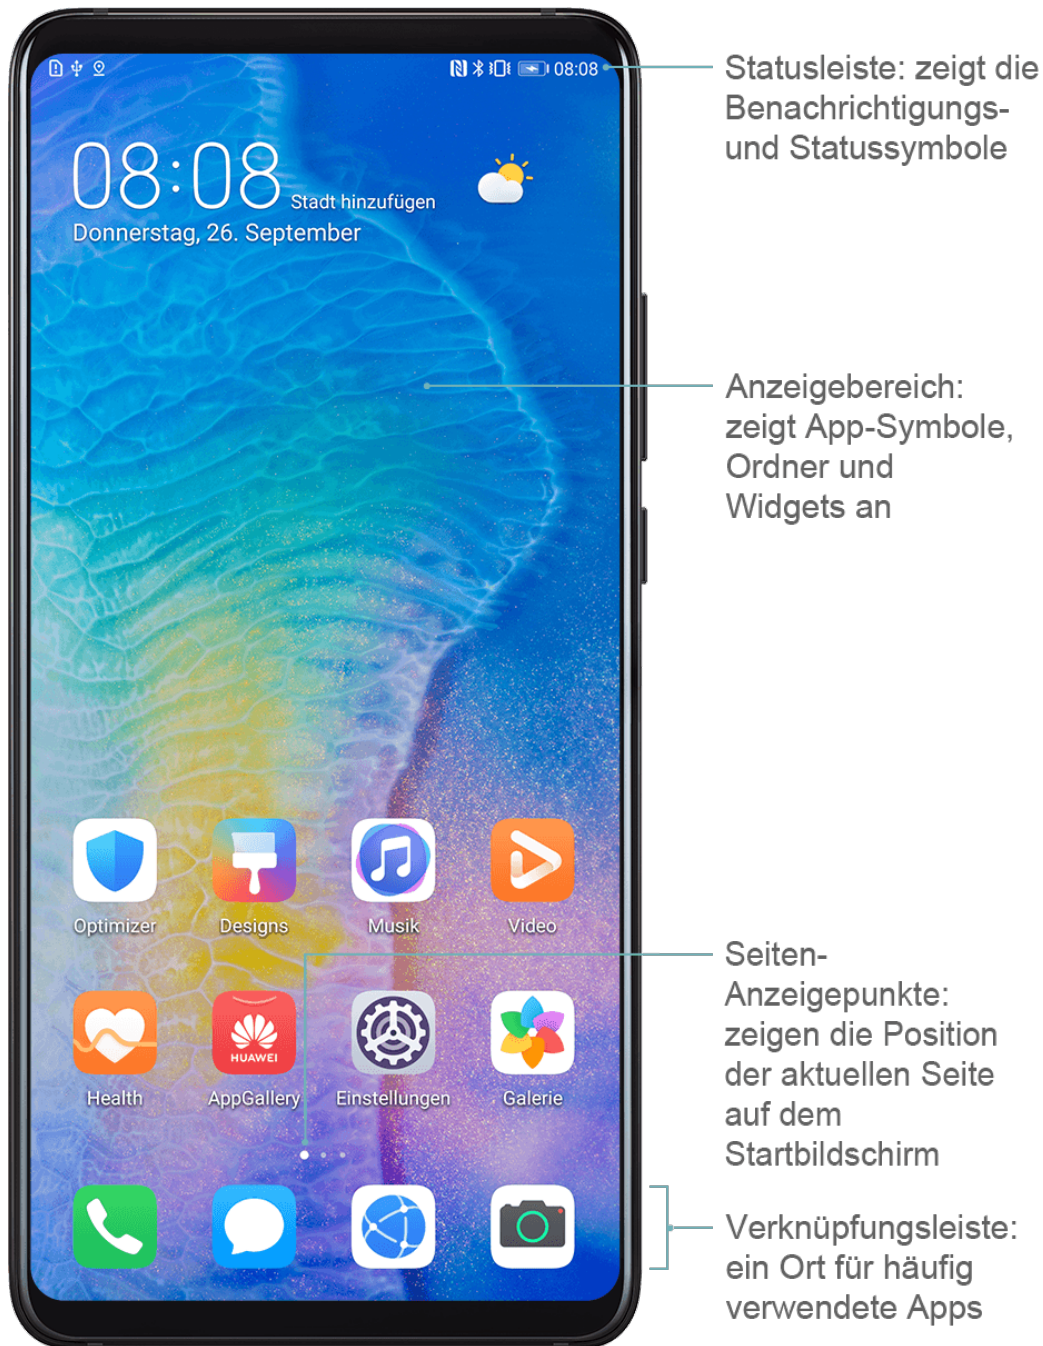 08:08
Statusleiste: zeigt die
Benachrichtigungs-
und Statussymbole
08:08 Stadt hinzufügen
Donnerstag, 26. September
Anzeigebereich:
zeigt App-Symbole,
Ordner und
Widgets an
Optimizer Designs Musik Video
Seiten-
Anzeigepunkte:
zeigen die Position
der aktuellen Seite
auf dem
Startbildschirm
HUAWEI
Health AppGallery Einstellungen Galerie
Verknüpfungsleiste:
ein Ort für häufig
verwendete Apps